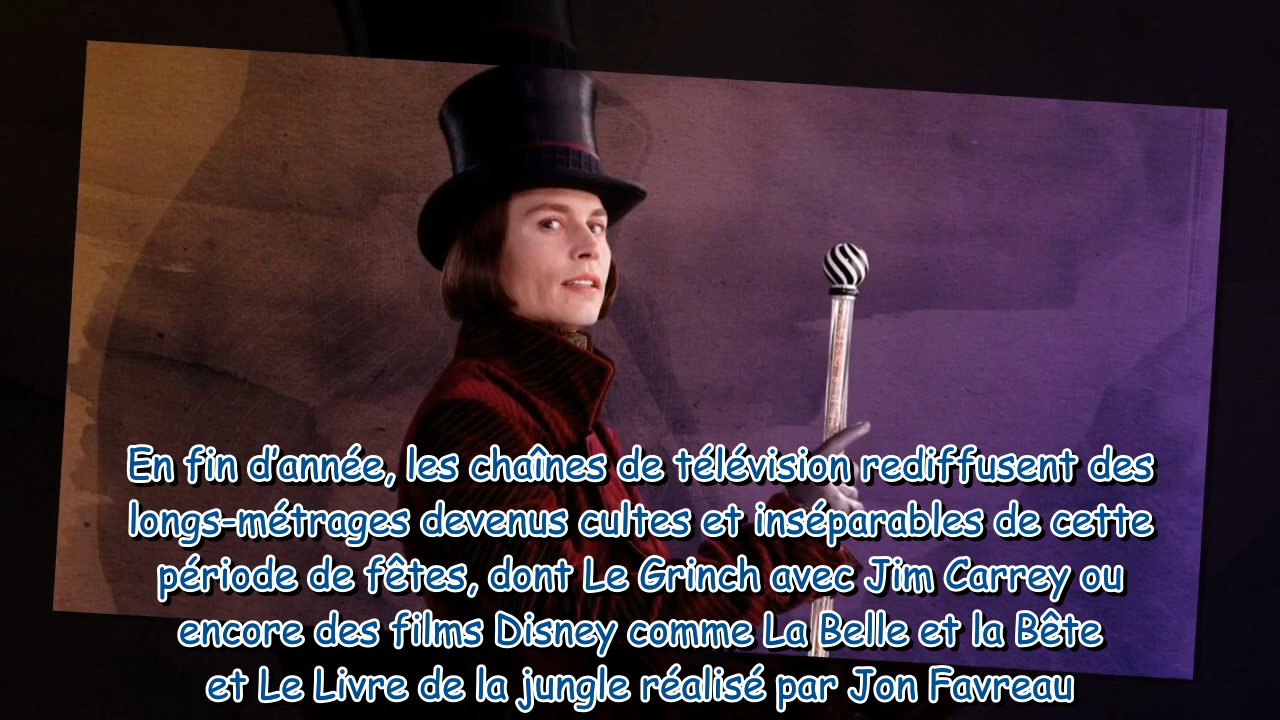 En fin d'année, les chaînes de télévision rediffusent des
longs-métrages devenus cultes et inséparables de cette
période de fêtes, dont Le Grinch avec Jim Carrey ou
encore des films Disney comme La Belle et la Bête
et Le Livre de la jungle réalisé par Jon Favreau